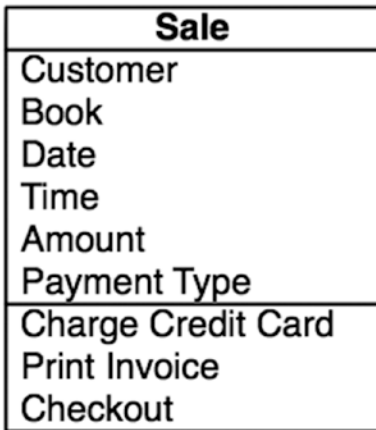 Sale
Customer
Book
Date
Time
Amount
Payment Type
Charge Credit Card
Print Invoice
Checkout